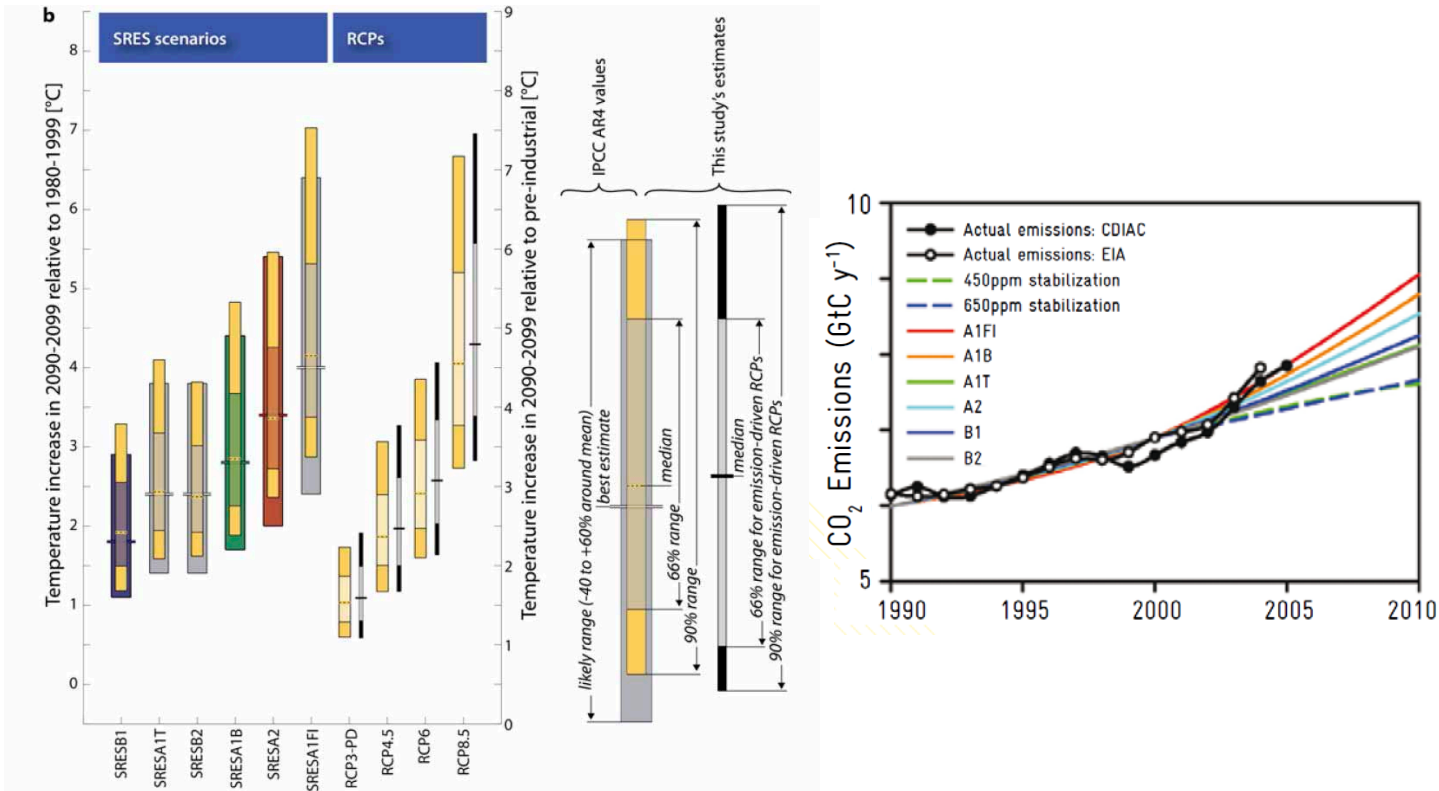 b
SRES scenarios
RCPs
Temperature increase in 2090-2099 relative to 1980-1999 [°C]
8
7
6
5
4
3
2
1
0
Temperature increase in 2090-2099 relative to pre-industrial [°C]
9
8
7
6
5
4
3
2
1
0
SRESB1
SRESA1T
SRESB2
SRESA1B
SRESA2
SRESA1FI
RCP3-PD
RCP4.5
RCP6
RCP8.5
IPCC AR4 values
This study's estimates
likely range (-40 to +60% around mean)
best estimate
median
66% range
90% range
median
66% range for emission-driven RCPs
90% range for emission-driven RCPs
CO2 Emissions (GtC y-1)
10
5
Actual emissions: CDIAC
Actual emissions: EIA
450ppm stabilization
650ppm stabilization
A1FI
A1B
A1T
A2
B1
B2
1990
1995
2000
2005
2010